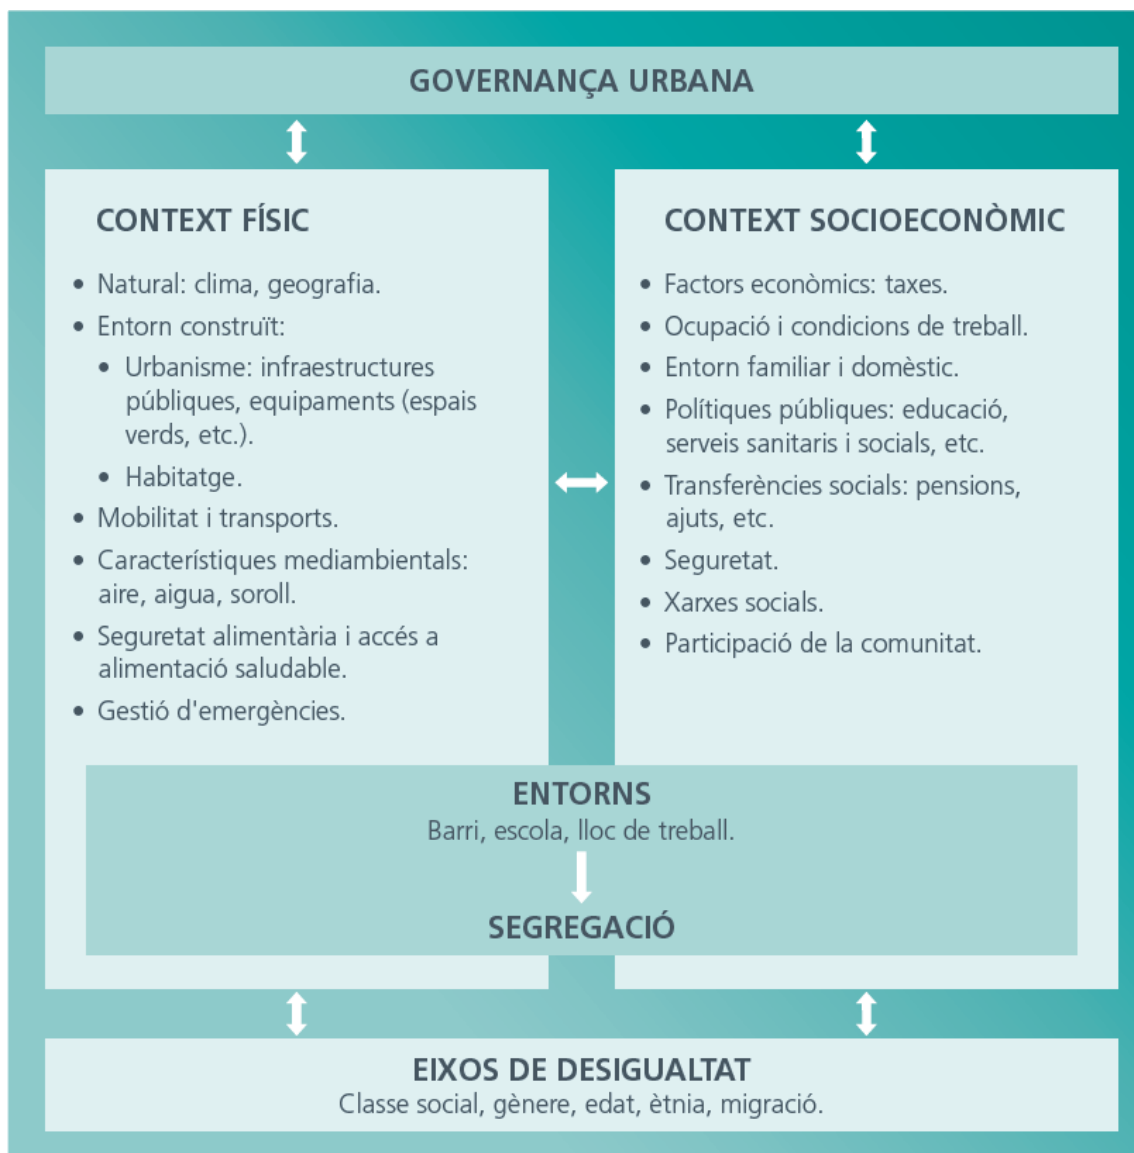 GOVERNANÇA URBANA
CONTEXT FÍSIC
• Natural: clima, geografia.
• Entorn construït:
• Urbanisme: infraestructures
públiques, equipaments (espais
verds, etc.).
• Habitatge.
• Mobilitat i transports.
• Característiques mediambientals:
aire, aigua, soroll.
• Seguretat alimentària i accés a
alimentació saludable.
• Gestió d'emergències.
CONTEXT SOCIOECONÒMIC
• Factors econòmics: taxes.
• Ocupació i condicions de treball.
• Entorn familiar i domèstic.
• Polítiques públiques: educació,
serveis sanitaris i socials, etc.
• Transferències socials: pensions,
ajuts, etc.
• Seguretat.
• Xarxes socials.
• Participació de la comunitat.
ENTORNS
Barri, escola, lloc de treball.
SEGREGACIÓ
EIXOS DE DESIGUALTAT
Classe social, gènere, edat, ètnia, migració.